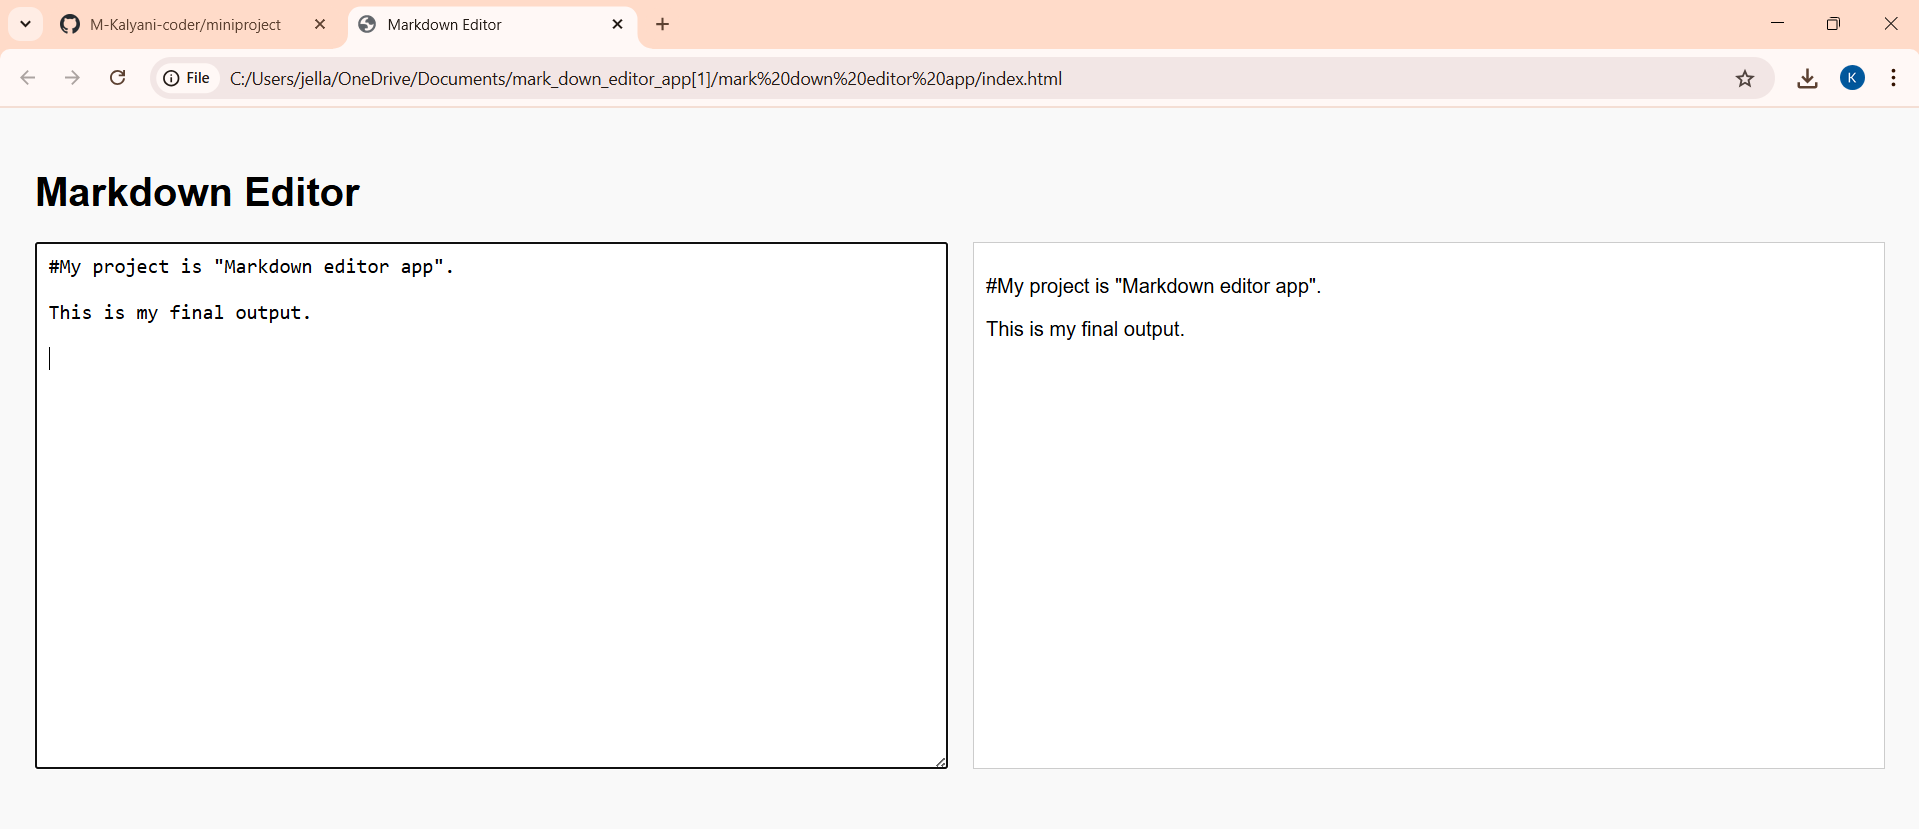 M-Kalyani-coder/miniproject
Markdown Editor
File
C:/Users/jella/OneDrive/Documents/mark_down_editor_app[1]/mark%20down%20editor%20app/index.html
K
Markdown Editor
#My project is "Markdown editor app".
This is my final output.
#My project is "Markdown editor app".
This is my final output.